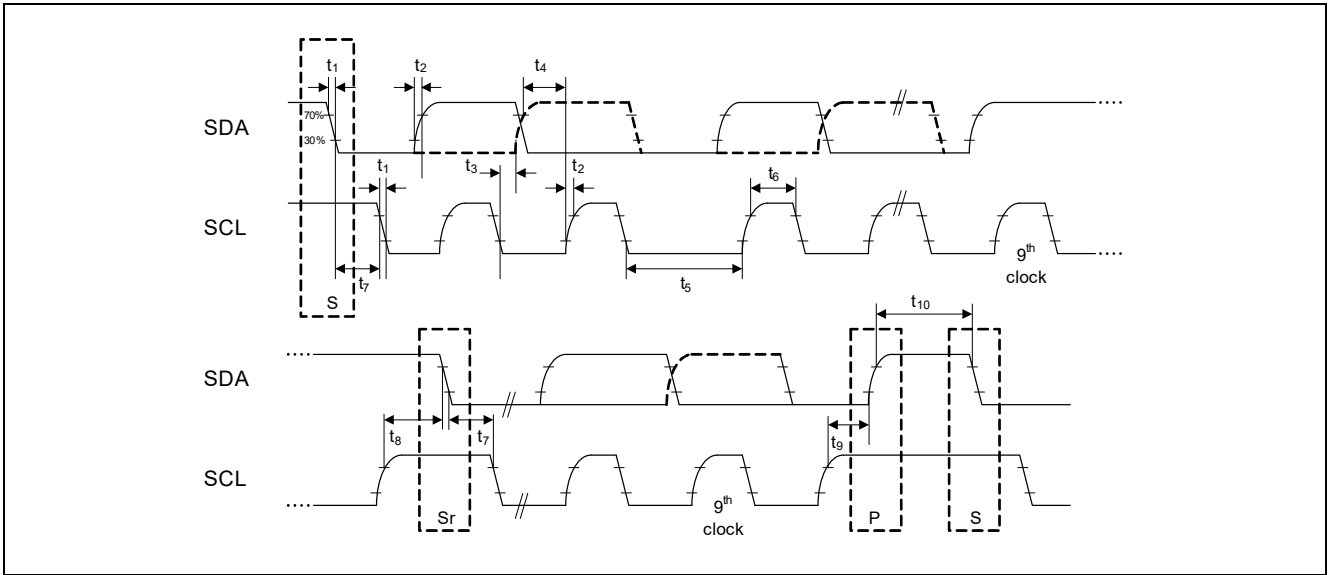 t1 t2 t4
70%
SDA
30%
t1 t3 t2 t6
SCL
9th
clock
t7 t5
S
t10
SDA
t8 t7 t9
SCL
9th
clock
Sr P S